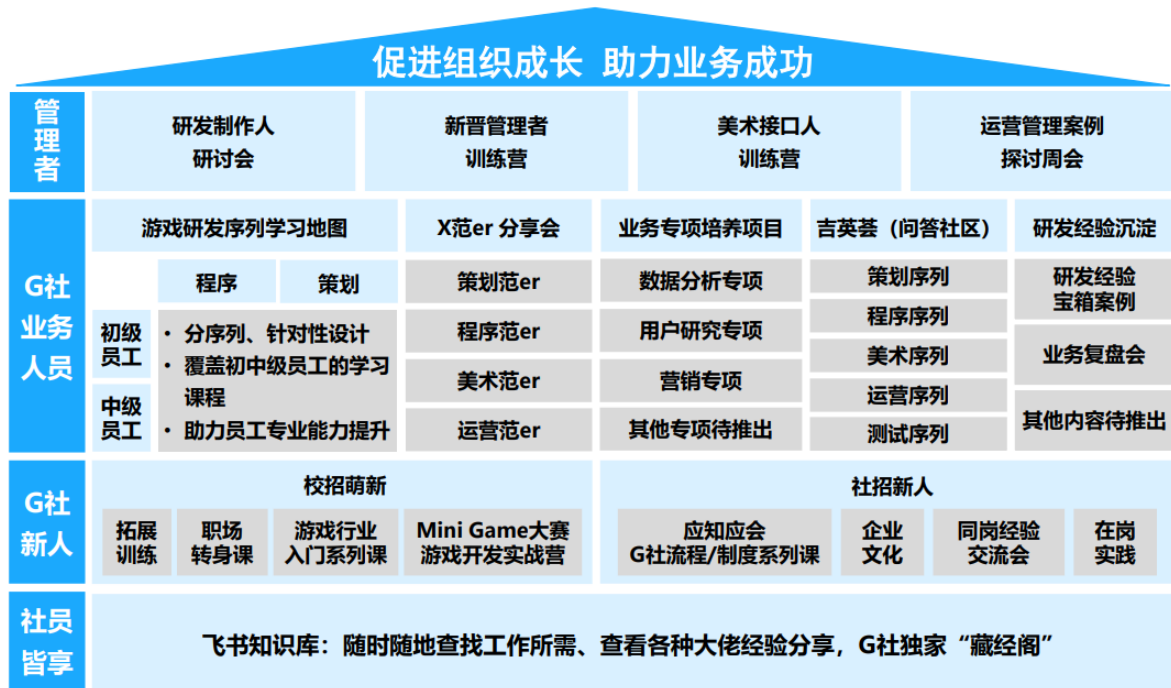 促进组织成长 助力业务成功
管
理
者
研发制作人
研讨会
新晋管理者
训练营
美术接口人
训练营
运营管理案例
探讨周会
G社
业务
人员
游戏研发序列学习地图
程序
策划
初级
员工
中级
员工
• 分序列、针对性设计
• 覆盖初中级员工的学习
课程
• 助力员工专业能力提升
X范er 分享会
策划范er
程序范er
美术范er
运营范er
业务专项培养项目
数据分析专项
用户研究专项
营销专项
其他专项待推出
吉英荟（问答社区）
策划序列
程序序列
美术序列
运营序列
测试序列
研发经验沉淀
研发经验
宝箱案例
业务复盘会
其他内容待推出
G社
新人
校招萌新
拓展
训练
职场
转身课
游戏行业
入门系列课
Mini Game大赛
游戏开发实战营
社招新人
应知应会
G社流程/制度系列课
企业
文化
同岗经验
交流会
在岗
实践
社员
皆享
飞书知识库：随时随地查找工作所需、查看各种大佬经验分享，G社独家“藏经阁”